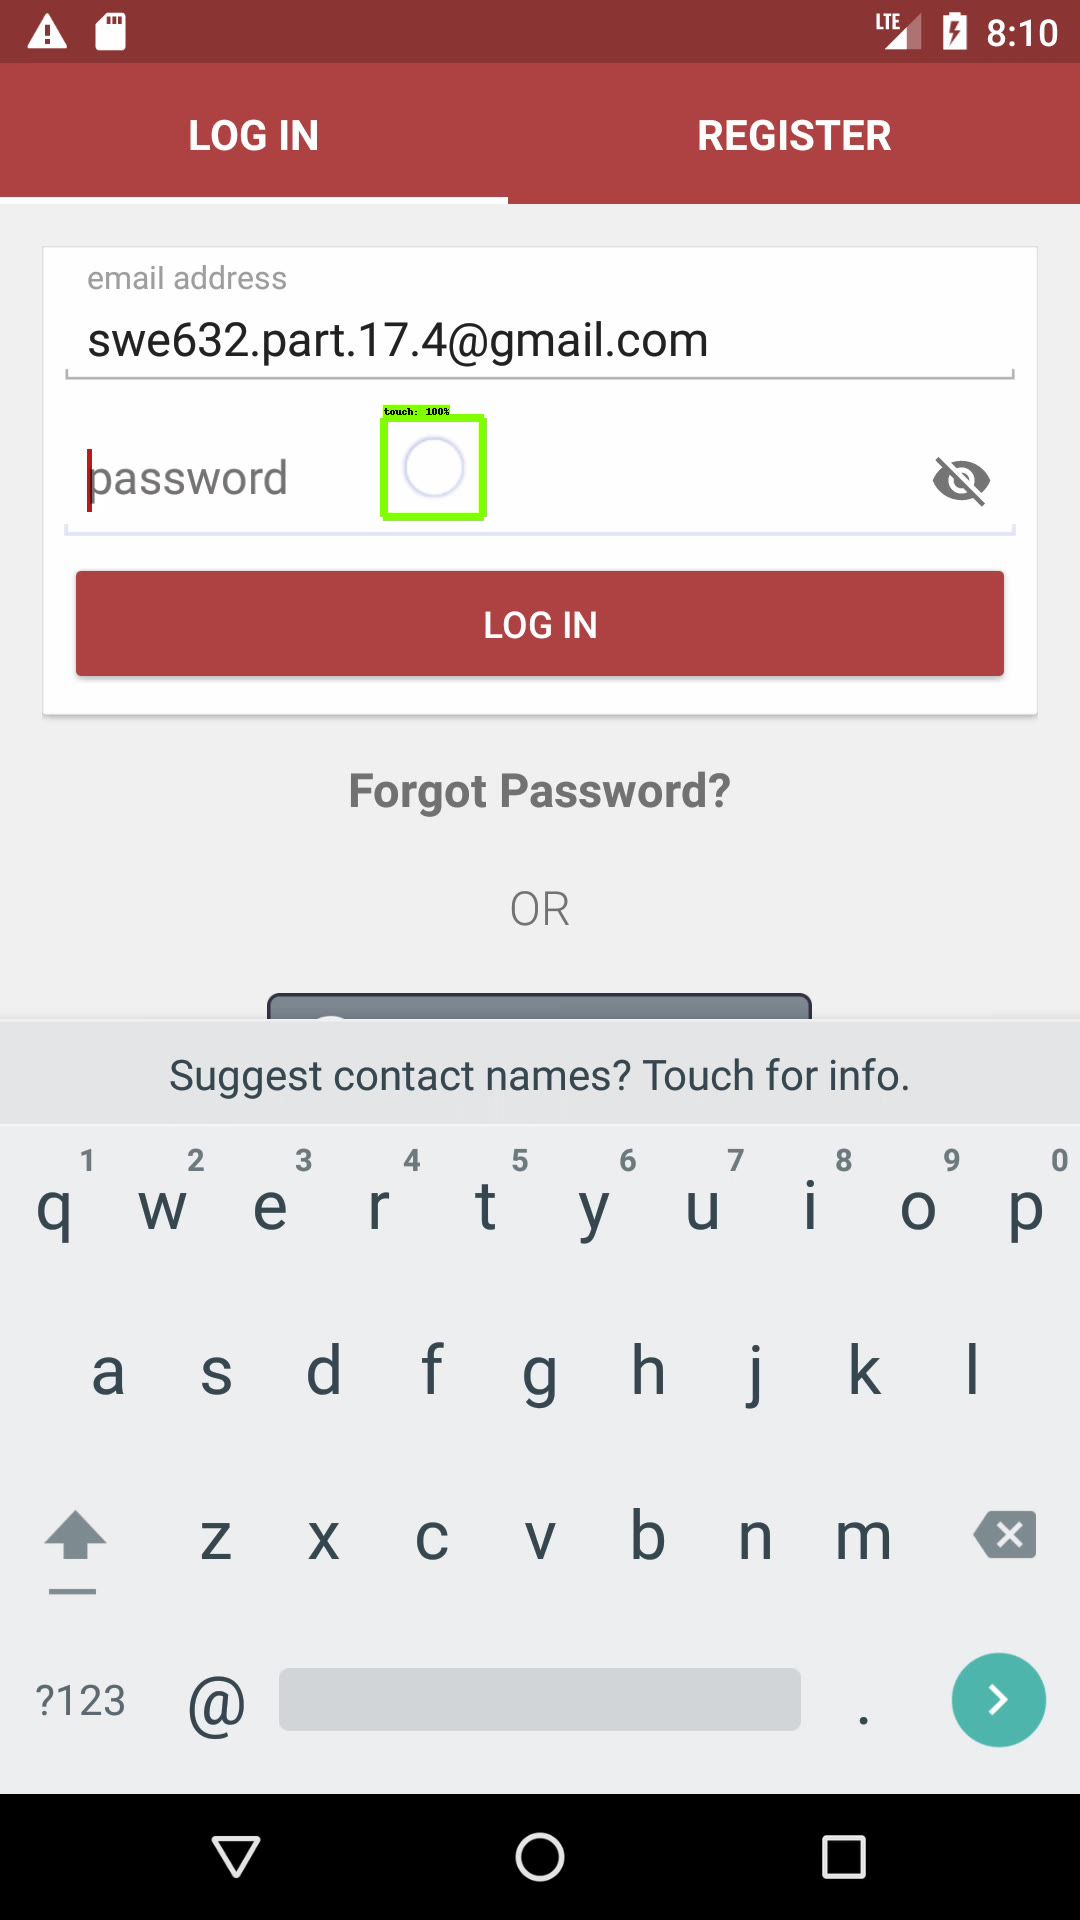 LTE 8:10
LOG IN REGISTER
email address
swe632.part.17.4@gmail.com
touch: 100%
password
LOG IN
Forgot Password?
OR
Suggest contact names? Touch for info.
1 2 3 4 5 6 7 8 9 0
q w e r t y u i o p
a s d f g h j k l
z x c v b n m
?123 @ .